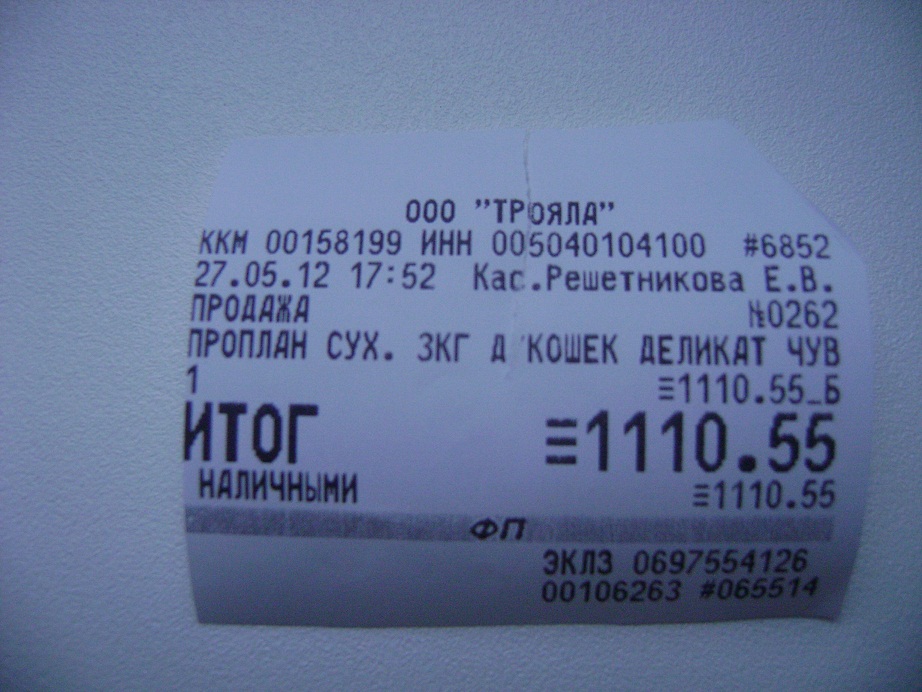 ООО "ТРОЯЛА"
ККМ 00158199 ИНН 005040104100 #6852
27.05.12 17:52 Кас.Решетникова Е.В.
ПРОДАЖА №0262
ПРОПЛАН СУХ. 3КГ Д/КОШЕК ДЕЛИКАТ ЧУВ
1 ≡1110.55_Б
ИТОГ ≡1110.55
НАЛИЧНЫМИ ≡1110.55
ФП
ЭКЛЗ 0697554126
00106263 #065514